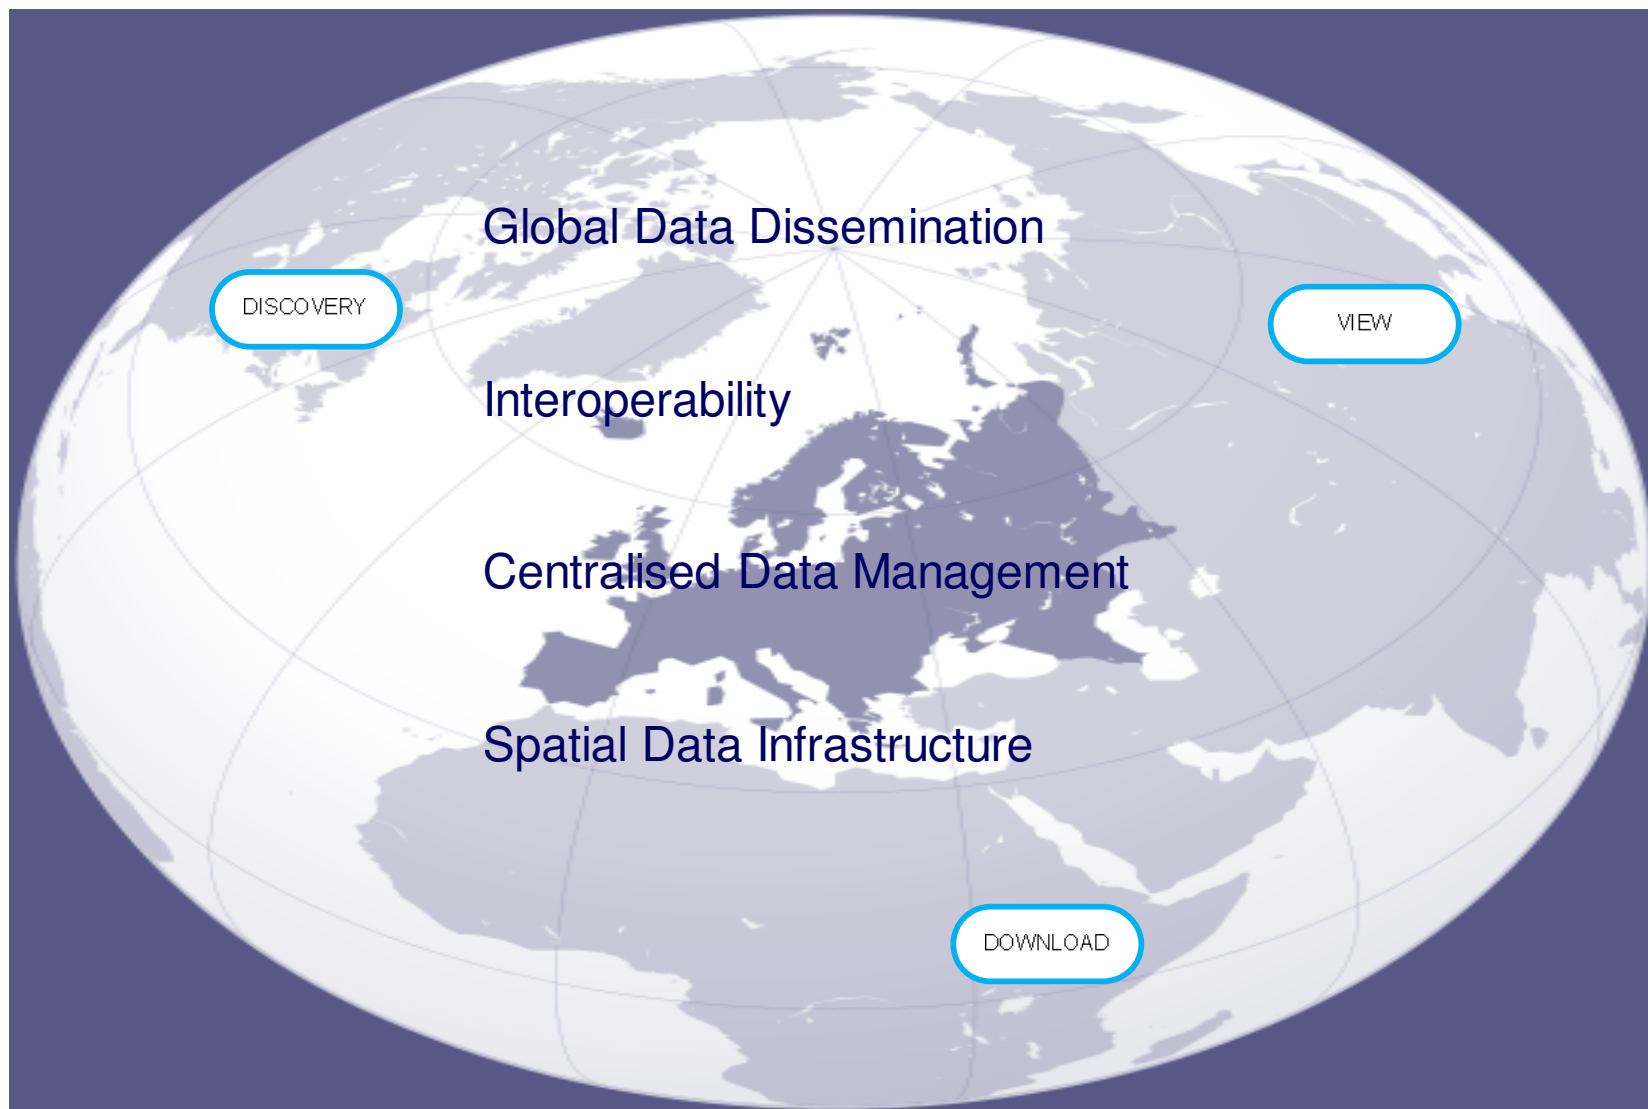 Global Data Dissemination
DISCOVERY
VIEW
Interoperability
Centralised Data Management
Spatial Data Infrastructure
DOWNLOAD